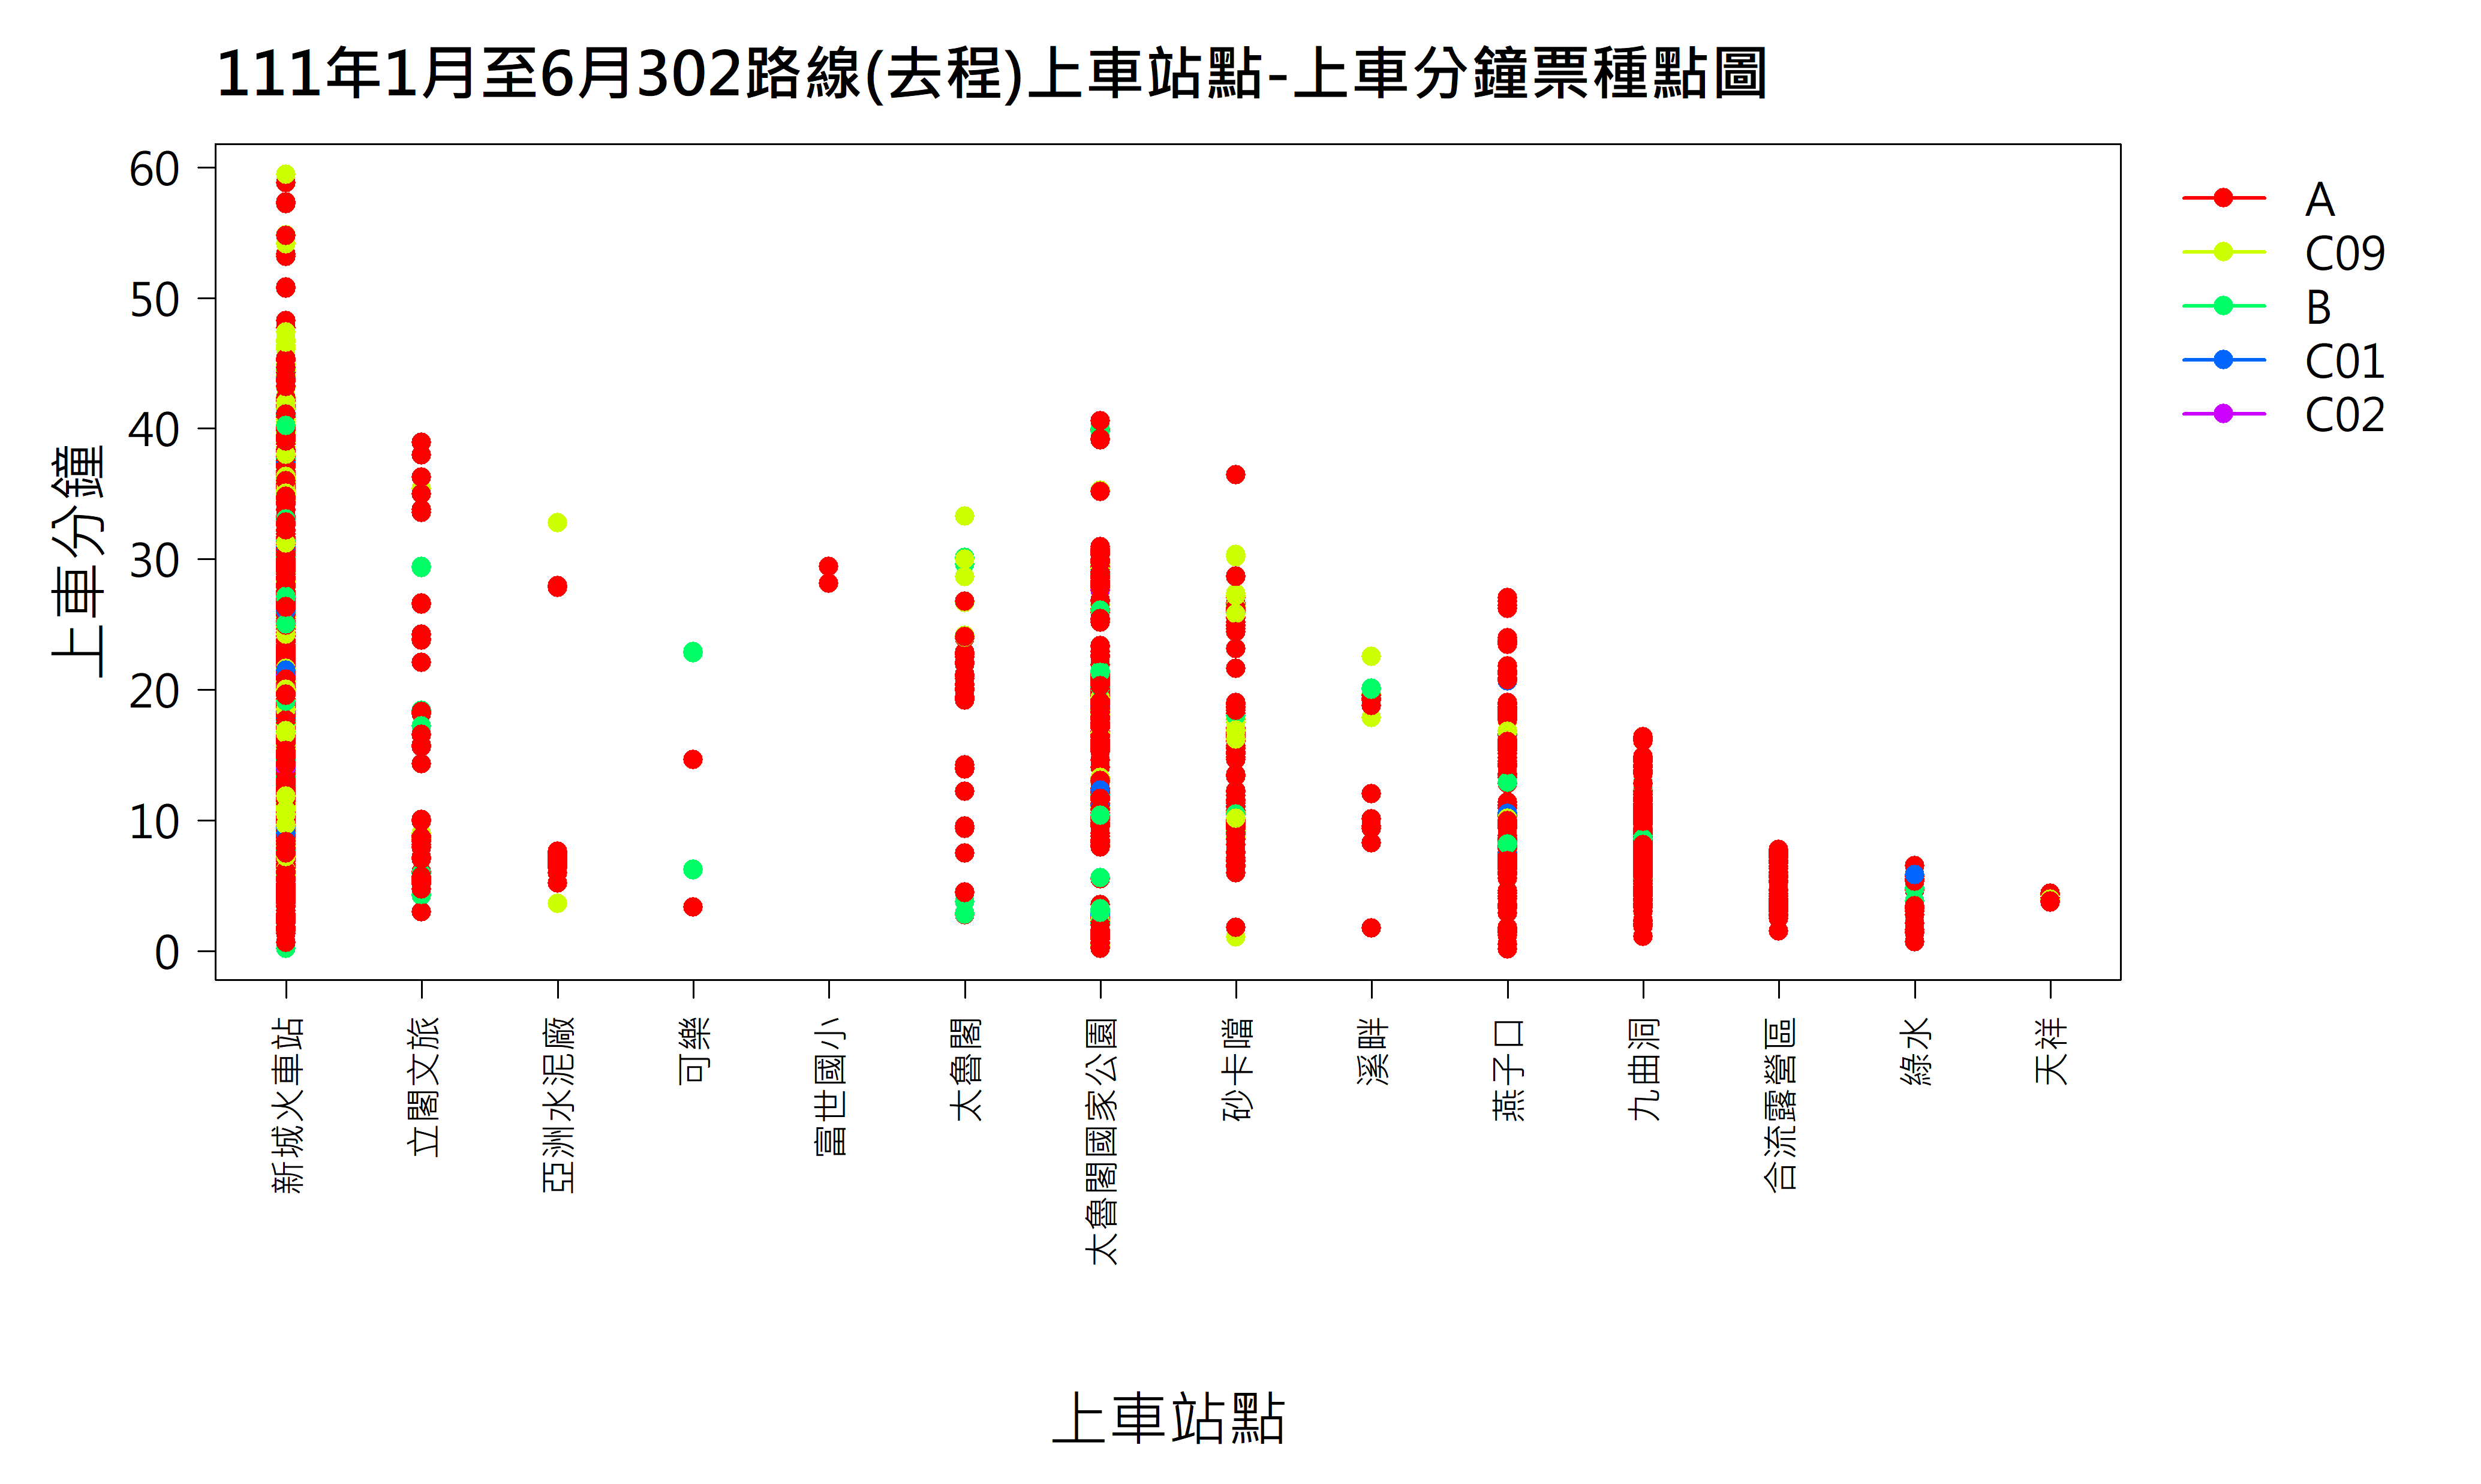 111年1月至6月302路線(去程)上車站點-上車分鐘票種點圖
上車分鐘
60
50
40
30
20
10
0
A
C09
B
C01
C02
新城火車站
立閣文旅
亞洲水泥廠
可樂
富世國小
太魯閣
太魯閣國家公園
砂卡噹
溪畔
燕子口
九曲洞
合流露營區
綠水
天祥
上車站點